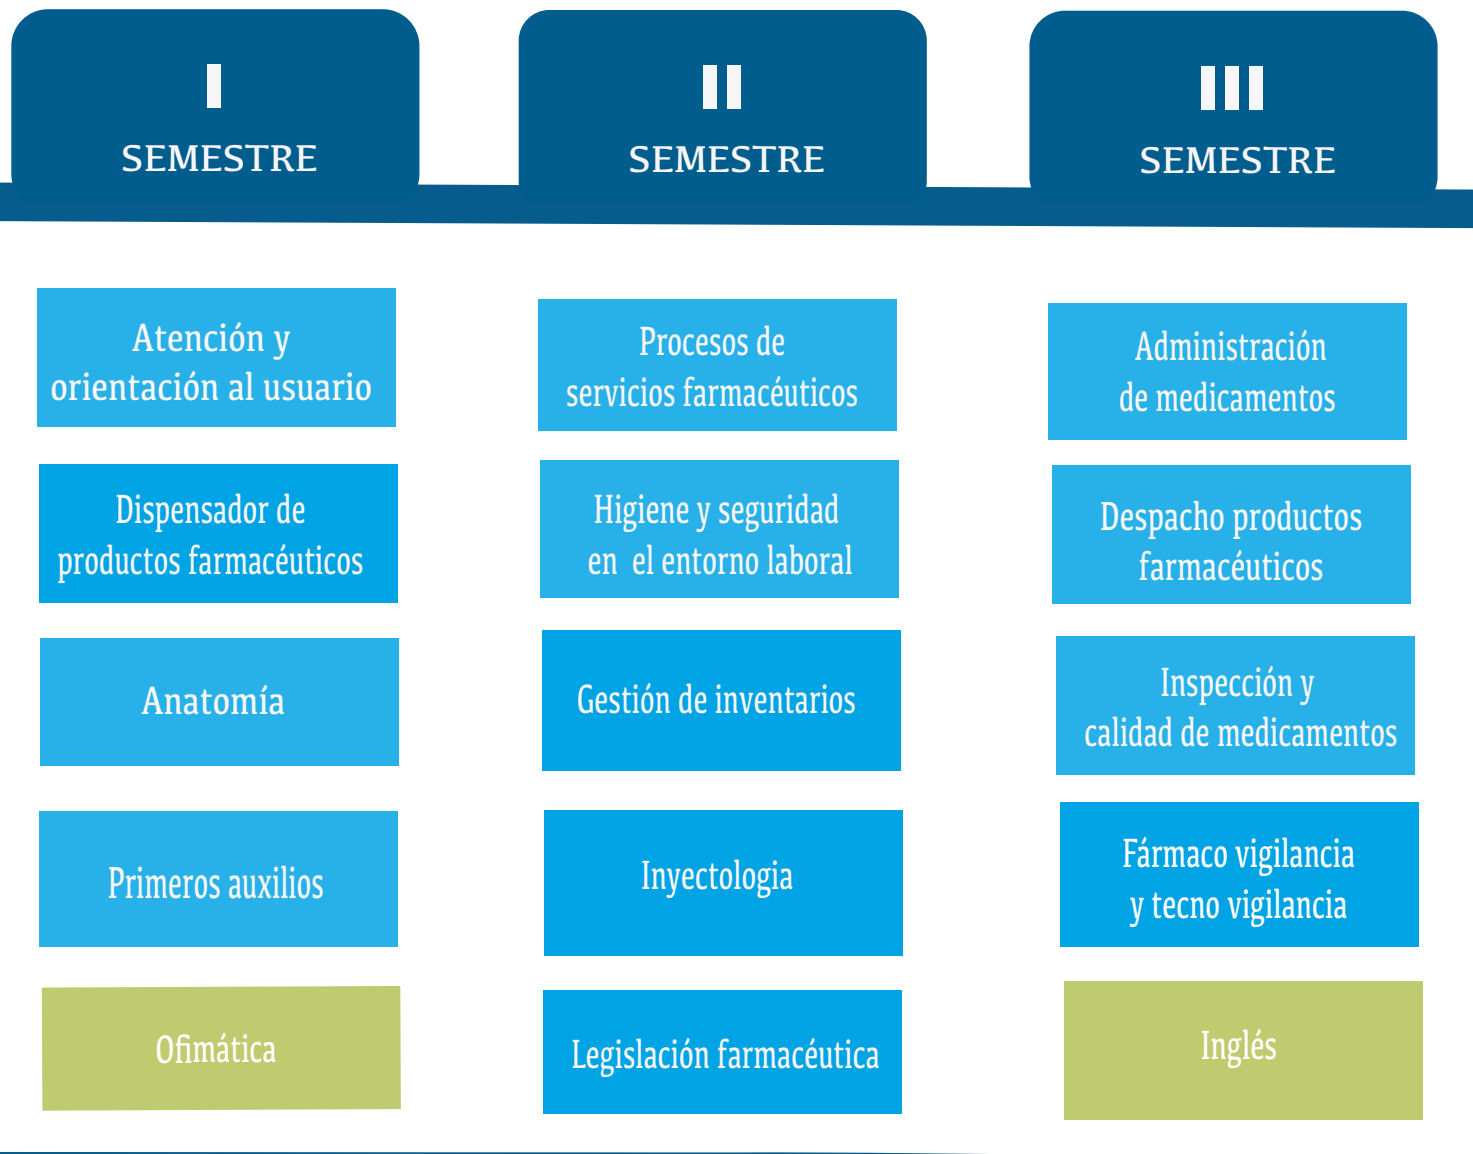 I
SEMESTRE
Atención y
orientación al usuario
Dispensador de
productos farmacéuticos
Anatomía
Primeros auxilios
Ofimática
II
SEMESTRE
Procesos de
servicios farmacéuticos
Higiene y seguridad
en el entorno laboral
Gestión de inventarios
Inyectologia
Legislación farmacéutica
III
SEMESTRE
Administración
de medicamentos
Despacho productos
farmacéuticos
Inspección y
calidad de medicamentos
Fármaco vigilancia
y tecno vigilancia
Inglés